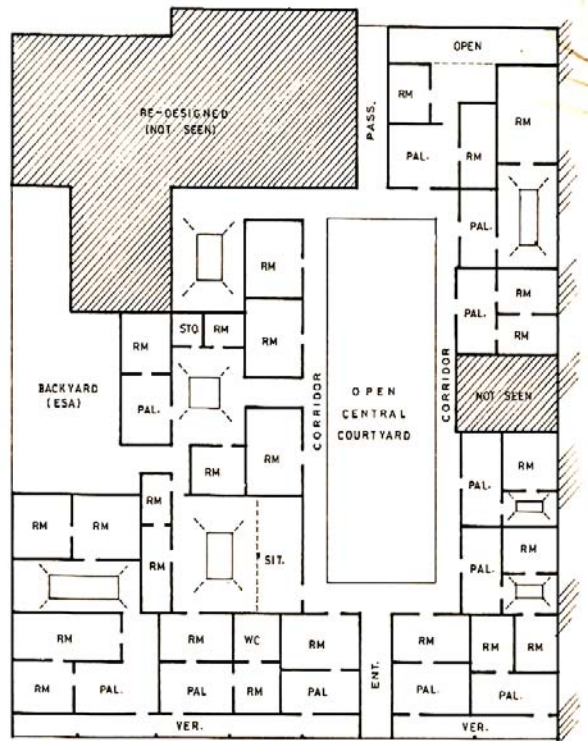 OPEN
RE-DESIGNED
(NOT SEEN)
PASS.
RM
RM
PAL.
RM
PAL.
RM
PAL.
RM
RM
STO.
RM
RM
RM
NOT SEEN
BACKYARD
(ESA)
PAL.
CORRIDOR
OPEN
CENTRAL
COURTYARD
CORRIDOR
RM
RM
PAL.
RM
RM
RM
RM
RM
SIT.
PAL.
RM
RM
RM
WC
RM
ENT.
RM
RM
RM
RM
PAL.
PAL
RM
PAL
PAL.
PAL.
VER.
VER.